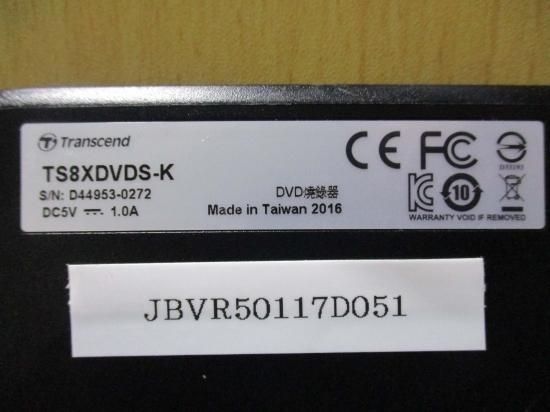 Transcend
TS8XDVDS-K
S/N: D44953-0272
DC5V ⎓ 1.0A
DVD燒錄器
Made in Taiwan 2016
CE FC
10
WARRANTY VOID IF REMOVED
JBVR50117D051